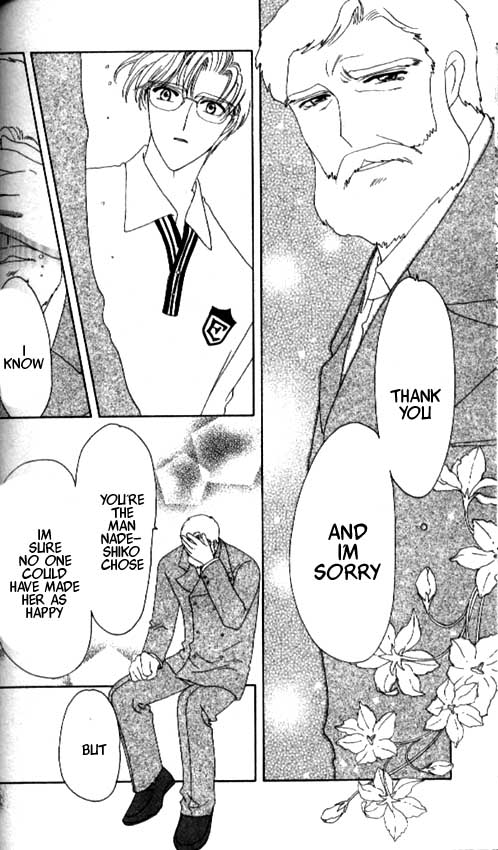 THANK
YOU
AND
IM
SORRY
F
I
KNOW
YOU'RE
THE
MAN
NADE-
SHIKO
CHOSE
IM
SURE
NO ONE
COULD
HAVE MADE
HER AS
HAPPY
BUT